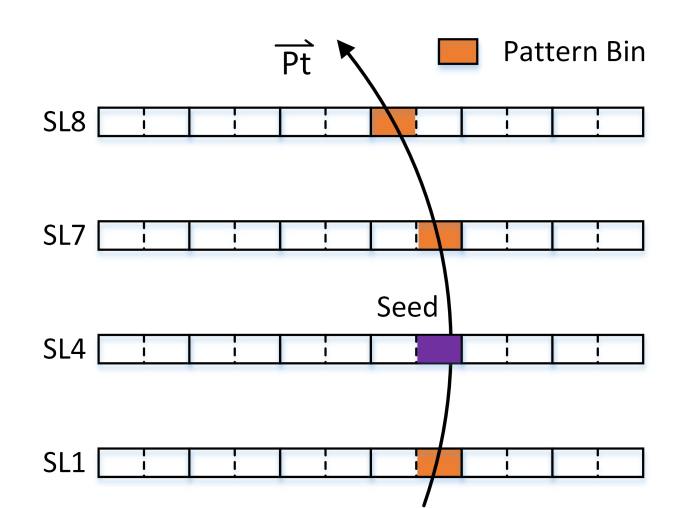 Pt
Pattern Bin
SL8
SL7
Seed
SL4
SL1